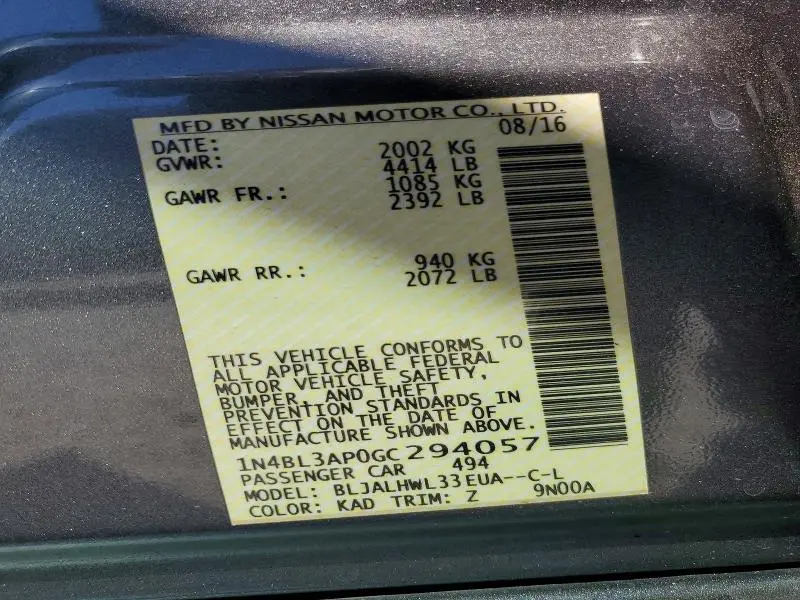 MFD BY NISSAN MOTOR CO., LTD.
DATE: 08/16
GVWR: 2002 KG
4414 LB
GAWR FR.: 1085 KG
2392 LB
GAWR RR.: 940 KG
2072 LB
THIS VEHICLE CONFORMS TO
ALL APPLICABLE FEDERAL
MOTOR VEHICLE SAFETY,
BUMPER, AND THEFT
PREVENTION STANDARDS IN
EFFECT ON THE DATE OF
MANUFACTURE SHOWN ABOVE.
1N4BL3AP0GC294057
PASSENGER CAR 494
MODEL: BLJALHWL33EUA--C-L
COLOR: KAD TRIM: Z 9N00A